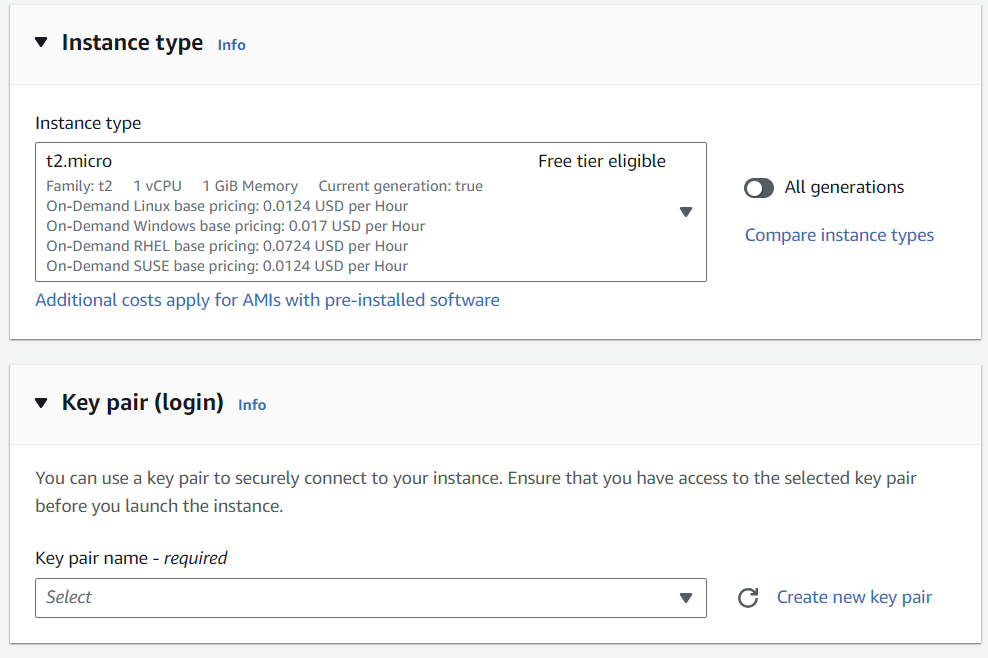 Instance type Info
Instance type
t2.micro Free tier eligible
Family: t2 1 vCPU 1 GiB Memory Current generation: true
On-Demand Linux base pricing: 0.0124 USD per Hour
On-Demand Windows base pricing: 0.017 USD per Hour
On-Demand RHEL base pricing: 0.0724 USD per Hour
On-Demand SUSE base pricing: 0.0124 USD per Hour
All generations
Compare instance types
Additional costs apply for AMIs with pre-installed software
Key pair (login) Info
You can use a key pair to securely connect to your instance. Ensure that you have access to the selected key pair
before you launch the instance.
Key pair name - required
Select
Create new key pair